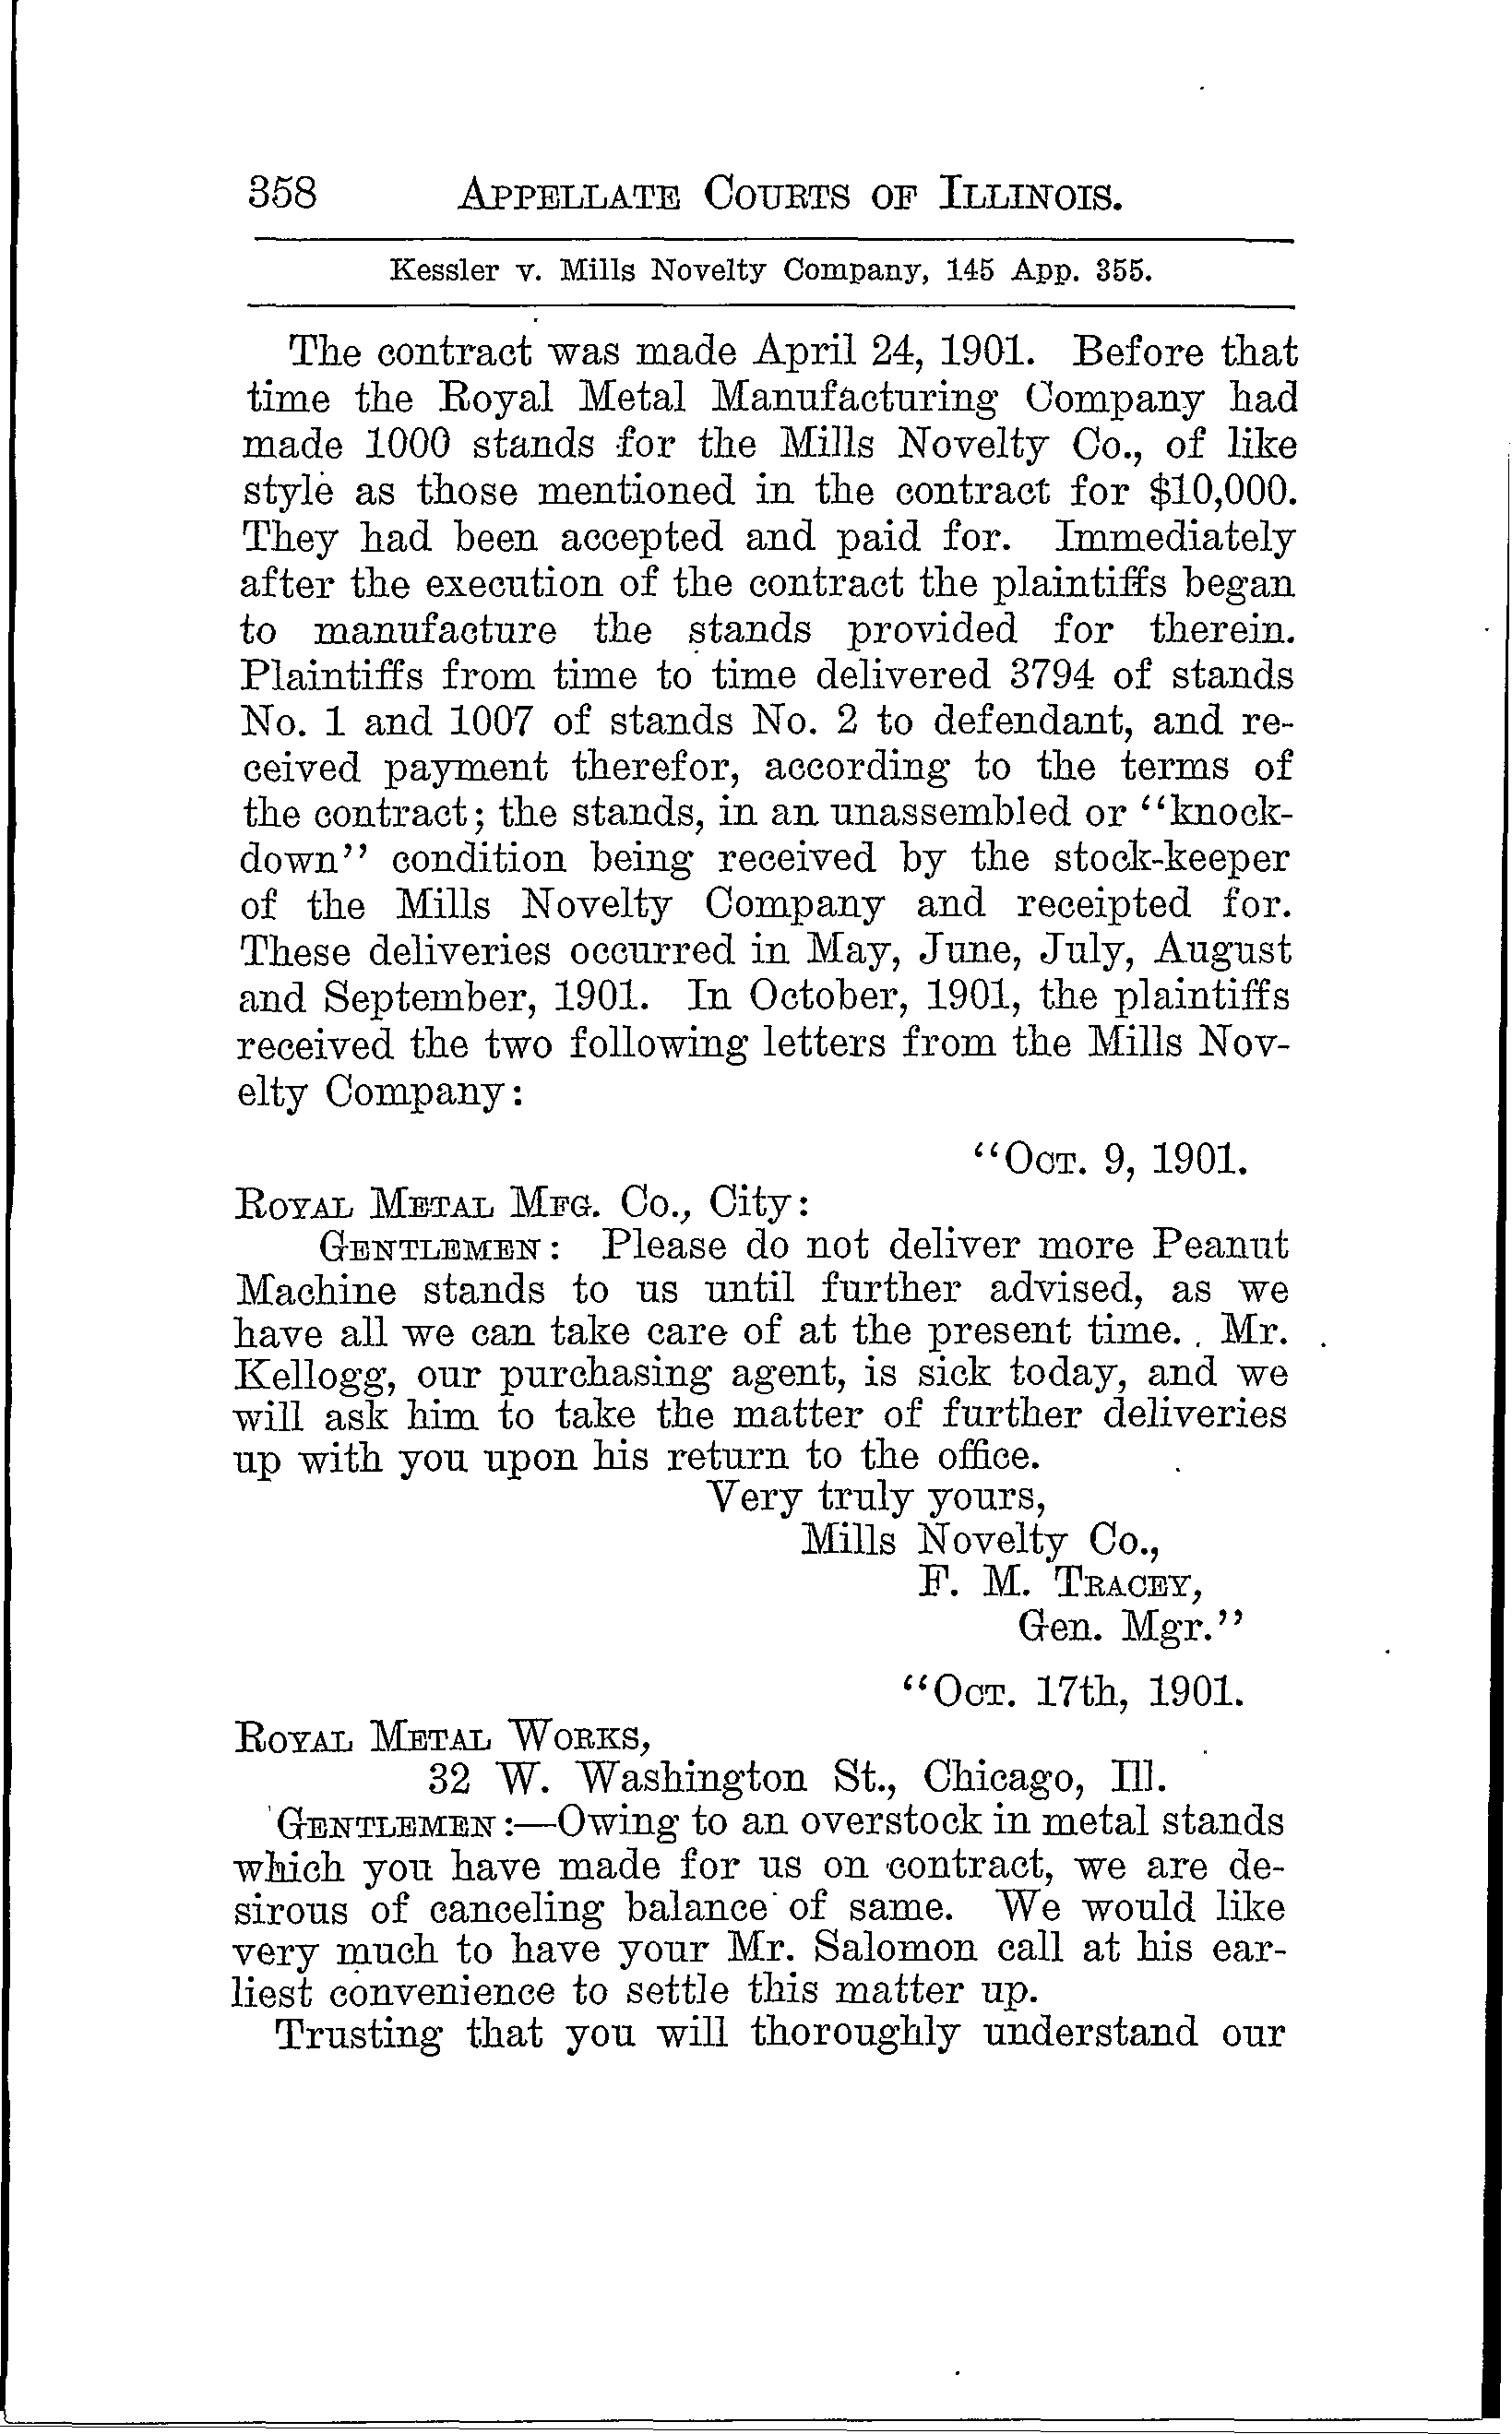 358 APPELLATE COURTS OF ILLINOIS.
Kessler v. Mills Novelty Company, 145 App. 355.
The contract was made April 24, 1901. Before that
time the Royal Metal Manufacturing Company had
made 1000 stands for the Mills Novelty Co., of like
style as those mentioned in the contract for $10,000.
They had been accepted and paid for. Immediately
after the execution of the contract the plaintiffs began
to manufacture the stands provided for therein.
Plaintiffs from time to time delivered 3794 of stands
No. 1 and 1007 of stands No. 2 to defendant, and re-
ceived payment therefor, according to the terms of
the contract; the stands, in an unassembled or "knock-
down" condition being received by the stock-keeper
of the Mills Novelty Company and receipted for.
These deliveries occurred in May, June, July, August
and September, 1901. In October, 1901, the plaintiffs
received the two following letters from the Mills Nov-
elty Company:
"OCT. 9, 1901.
ROYAL METAL MFG. Co., City:
GENTLEMEN: Please do not deliver more Peanut
Machine stands to us until further advised, as we
have all we can take care of at the present time. Mr.
Kellogg, our purchasing agent, is sick today, and we
will ask him to take the matter of further deliveries
up with you upon his return to the office.
Very truly yours,
Mills Novelty Co.,
F. M. TRACEY,
Gen. Mgr."
"OCT. 17th, 1901.
ROYAL METAL WORKS,
32 W. Washington St., Chicago, Ill.
GENTLEMEN:—Owing to an overstock in metal stands
which you have made for us on contract, we are de-
sirous of canceling balance of same. We would like
very much to have your Mr. Salomon call at his ear-
liest convenience to settle this matter up.
Trusting that you will thoroughly understand our